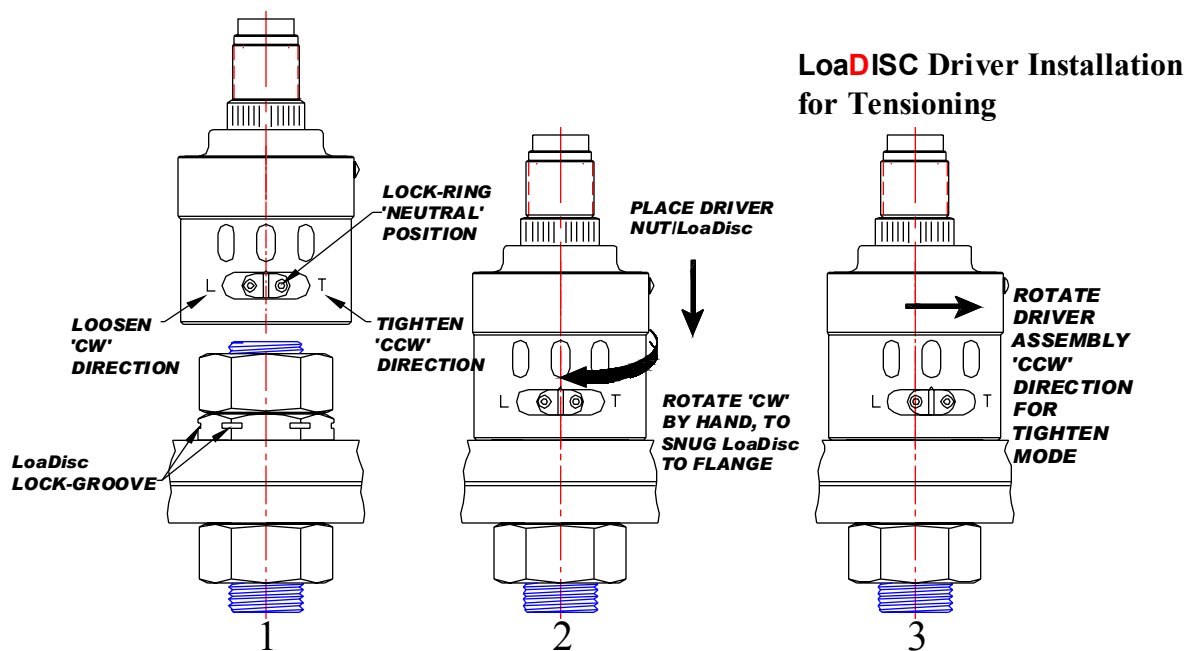 LoaDISC Driver Installation
for Tensioning
LOCK-RING
'NEUTRAL'
POSITION
L
T
LOOSEN
'CW'
DIRECTION
TIGHTEN
'CCW'
DIRECTION
LoaDisc
LOCK-GROOVE
1
PLACE DRIVER
NUT/LoaDisc
L
T
ROTATE 'CW'
BY HAND, TO
SNUG LoaDisc
TO FLANGE
2
L
T
ROTATE
DRIVER
ASSEMBLY
'CCW'
DIRECTION
FOR
TIGHTEN
MODE
3